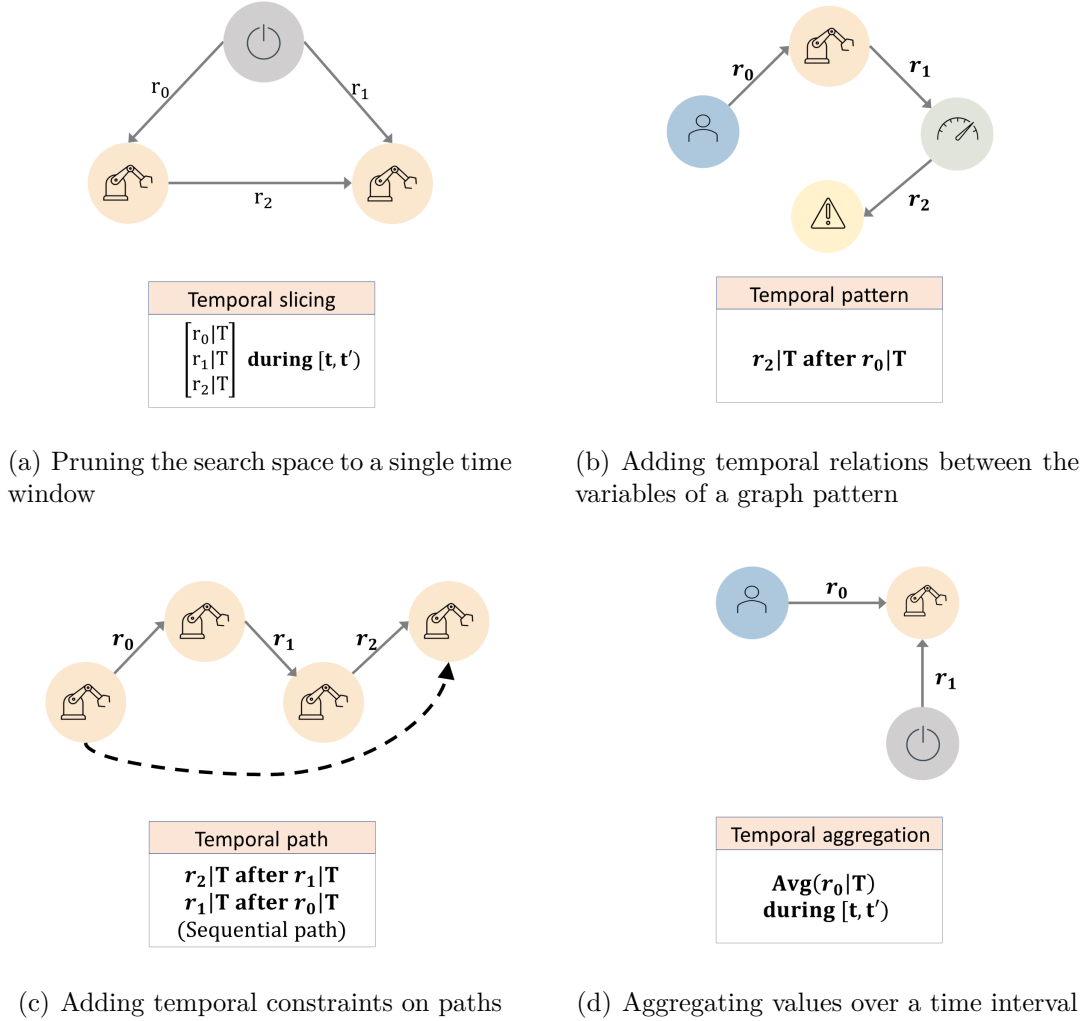 r₀
r₁
r₂
Temporal slicing
r₀|T
r₁|T
r₂|T
during [t, t′)
(a) Pruning the search space to a single time
window
r₀
r₁
r₂
Temporal pattern
r₂|T after r₀|T
(b) Adding temporal relations between the
variables of a graph pattern
r₀
r₁
r₂
Temporal path
r₂|T after r₁|T
r₁|T after r₀|T
(Sequential path)
(c) Adding temporal constraints on paths
r₀
r₁
Temporal aggregation
Avg(r₀|T)
during [t, t′)
(d) Aggregating values over a time interval